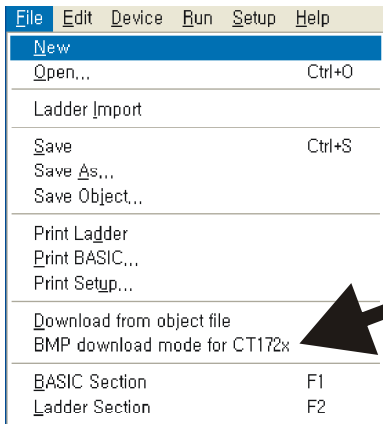 File Edit Device Run Setup Help
New
Open... Ctrl+O
Ladder Import
Save Ctrl+S
Save As...
Save Object...
Print Ladder
Print BASIC...
Print Setup...
Download from object file
BMP download mode for CT172x
BASIC Section F1
Ladder Section F2